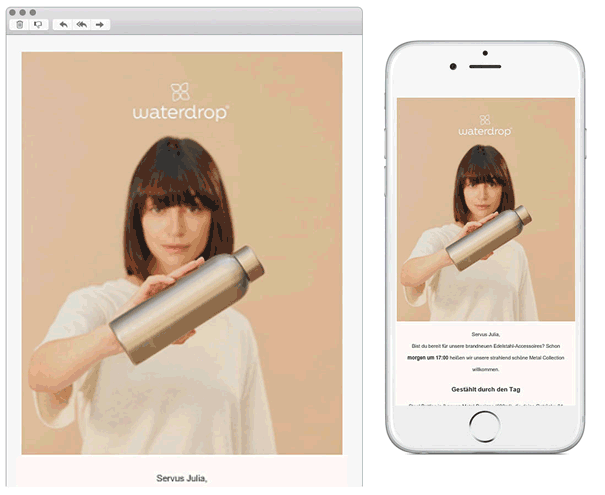 waterdrop®
Servus Julia,
waterdrop®
Servus Julia,
Bist du bereit für unsere brandneuen Edelstahl-Accessoires? Schon
morgen um 17:00 heißen wir unsere strahlend schöne Metal Collection
willkommen.
Gestählt durch den Tag